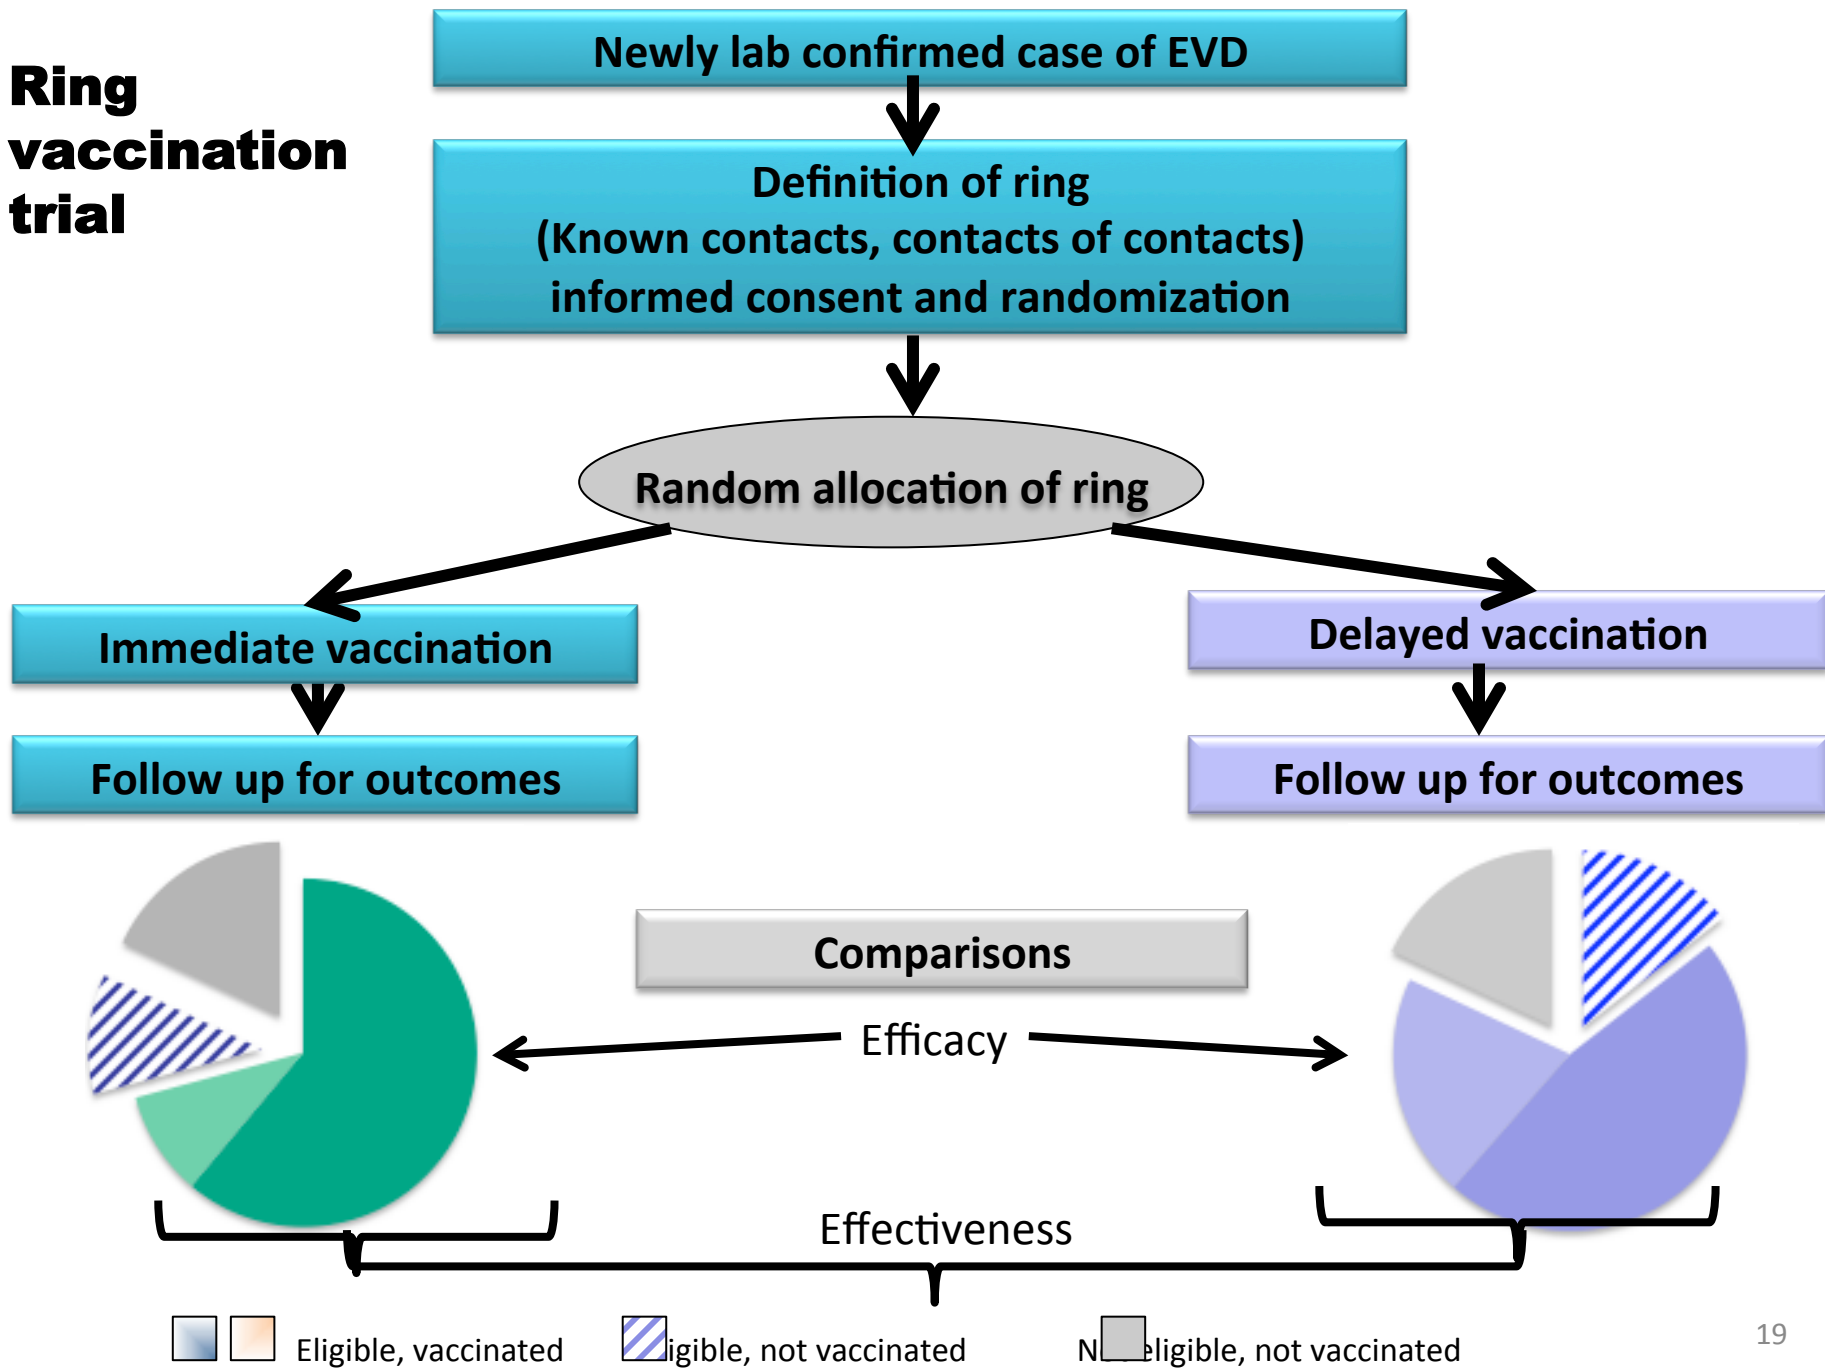 Ring
vaccination
trial
Newly lab confirmed case of EVD
Definition of ring
(Known contacts, contacts of contacts)
informed consent and randomization
Random allocation of ring
Immediate vaccination
Delayed vaccination
Follow up for outcomes
Follow up for outcomes
Comparisons
Efficacy
Effectiveness
Eligible, vaccinated
igible, not vaccinated
eligible, not vaccinated
19